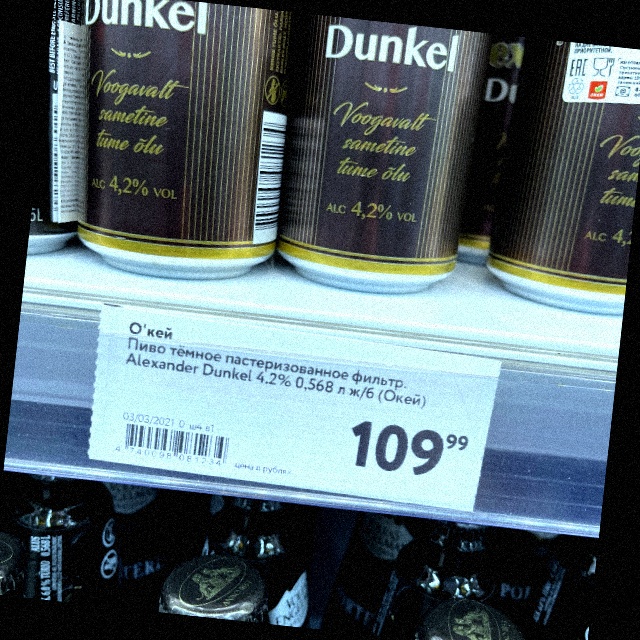 Dunkel
Voogavalt
sametine
tume õlu
ALC 4,2% VOL
Dunkel
Voogavalt
sametine
tume õlu
ALC 4,2% VOL
EAC
О'кей
Пиво тёмное пастеризованное фильтр.
Alexander Dunkel 4,2% 0,568 л ж/б (Окей)
03/03/2021
109 99
цена в рублях